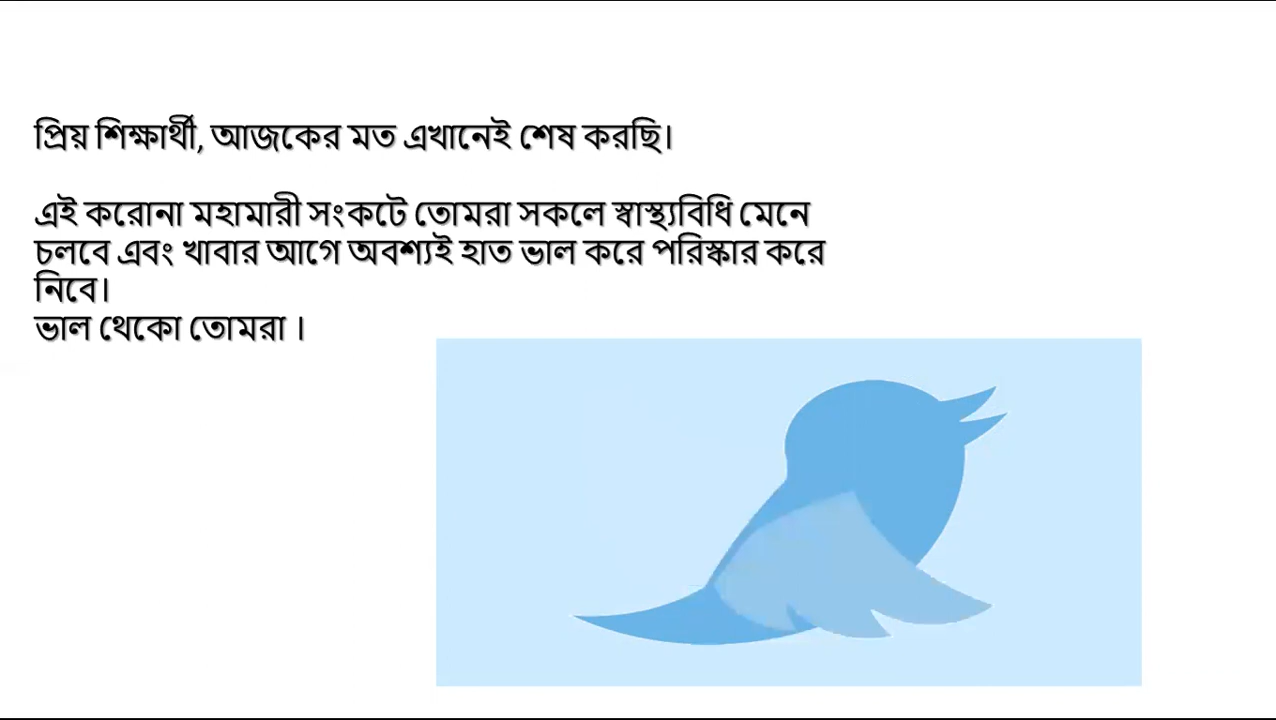 প্রিয় শিক্ষার্থী, আজকের মত এখানেই শেষ করছি।
এই করোনা মহামারী সংকটে তোমরা সকলে স্বাস্থ্যবিধি মেনে
চলবে এবং খাবার আগে অবশ্যই হাত ভাল করে পরিস্কার করে
নিবে।
ভাল থেকো তোমরা ।